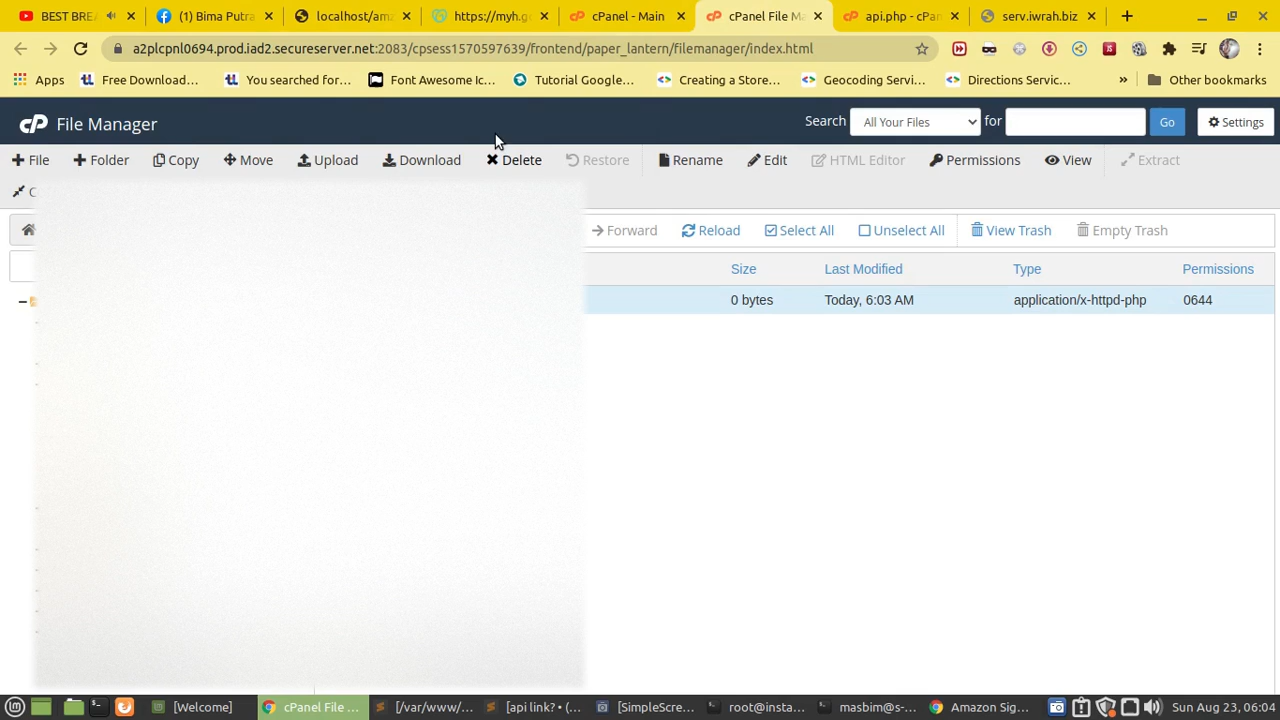 BEST BREA
(1) Bima Putra
localhost/ama
https://myh.go
cPanel - Main
cPanel File Ma
api.php - cPan
serv.iwrah.biz
a2plcpnl0694.prod.iad2.secureserver.net:2083/cpsess1570597639/frontend/paper_lantern/filemanager/index.html
Apps
Free Download...
You searched for...
Font Awesome Ic...
Tutorial Google...
Creating a Store...
Geocoding Servi...
Directions Servic...
»
Other bookmarks
cP File Manager
Search
All Your Files
for
Go
Settings
File
Folder
Copy
Move
Upload
Download
Delete
Restore
Rename
Edit
HTML Editor
Permissions
View
Extract
Forward
Reload
Select All
Unselect All
View Trash
Empty Trash
Size
Last Modified
Type
Permissions
0 bytes
Today, 6:03 AM
application/x-httpd-php
0644
[Welcome]
cPanel File ...
[/var/www/...
[api link? • (...
[SimpleScre...
root@insta...
masbim@s-...
Amazon Sig...
Sun Aug 23, 06:04